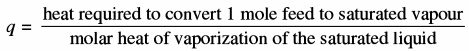 q = heat required to convert 1 mole feed to saturated vapour
molar heat of vaporization of the saturated liquid